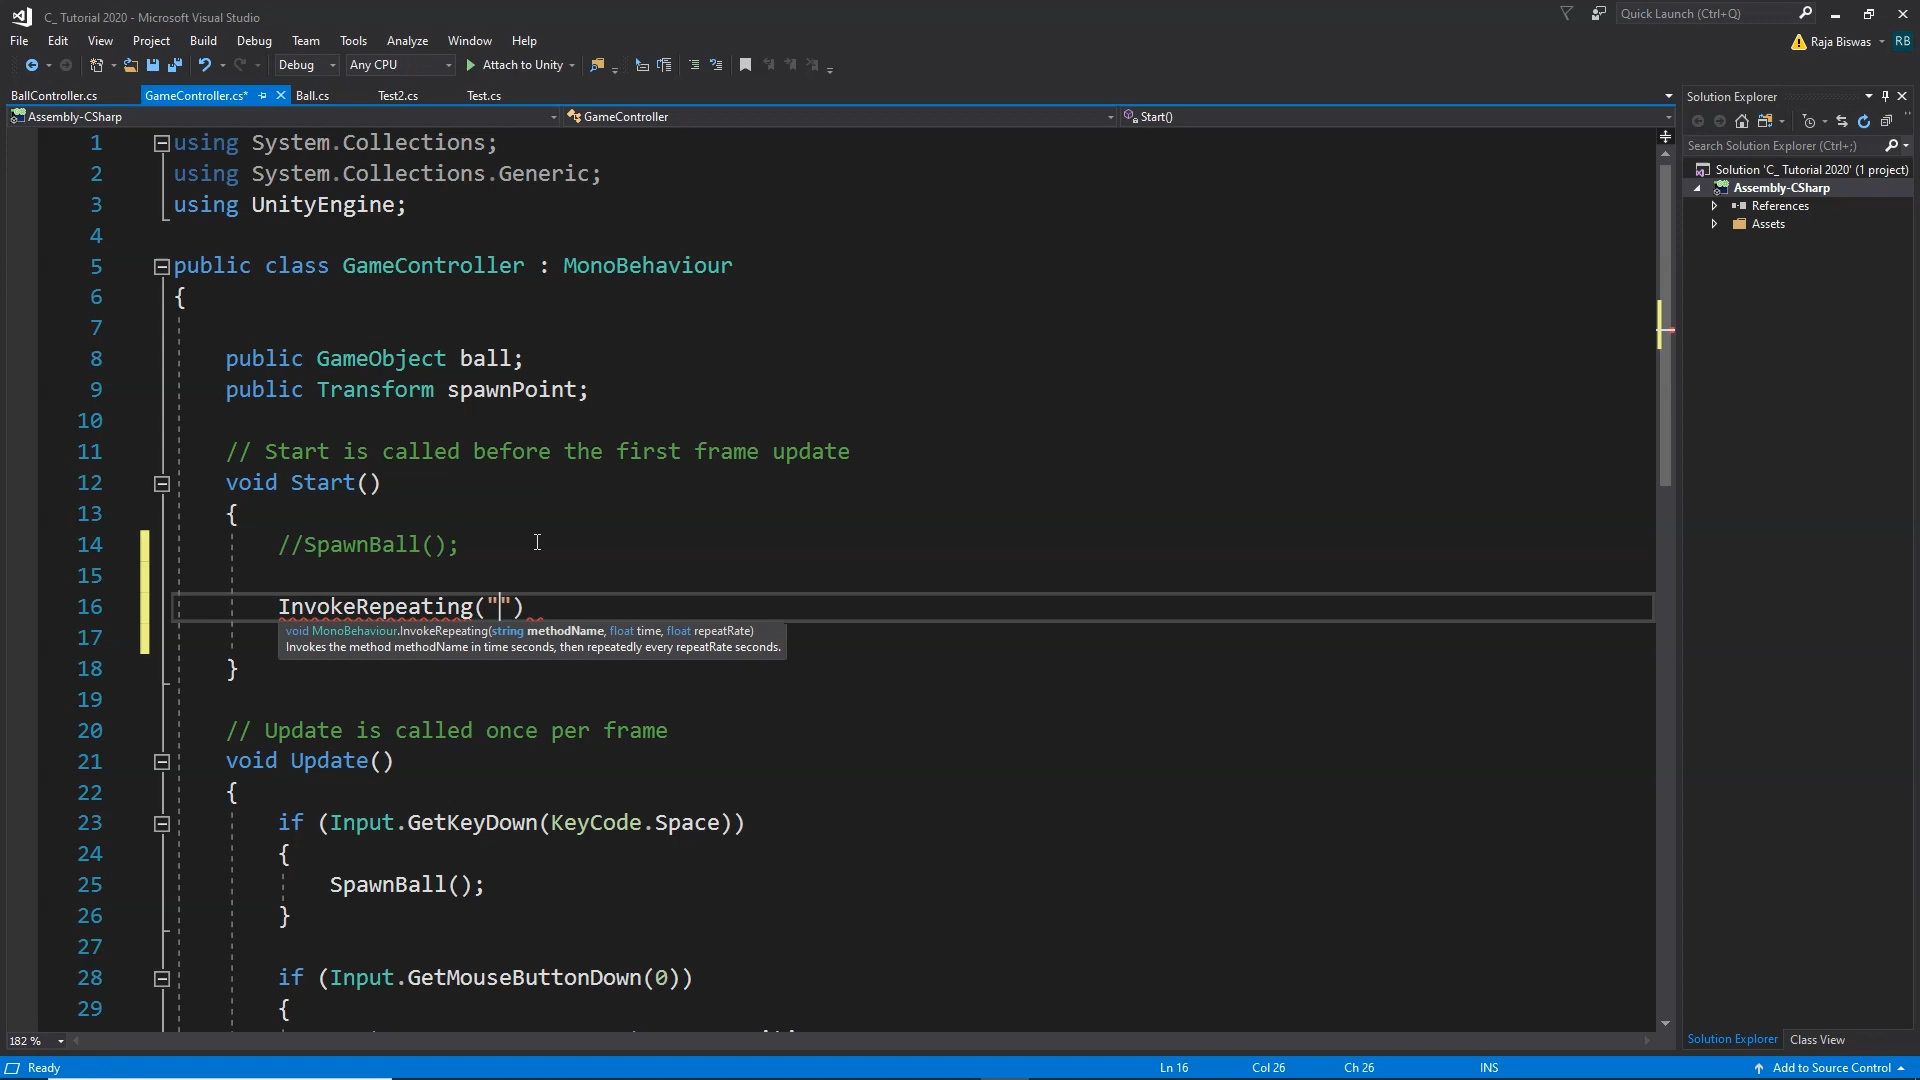 C_ Tutorial 2020 - Microsoft Visual Studio
Quick Launch (Ctrl+Q)
File Edit View Project Build Debug Team Tools Analyze Window Help
Raja Biswas RB
Debug Any CPU Attach to Unity
BallController.cs GameController.cs* Ball.cs Test2.cs Test.cs
Assembly-CSharp GameController Start()
1 using System.Collections;
2 using System.Collections.Generic;
3 using UnityEngine;
4
5 public class GameController : MonoBehaviour
6 {
7
8 public GameObject ball;
9 public Transform spawnPoint;
10
11 // Start is called before the first frame update
12 void Start()
13 {
14 //SpawnBall();
15
16 InvokeRepeating("")
void MonoBehaviour.InvokeRepeating(string methodName, float time, float repeatRate)
17
Invokes the method methodName in time seconds, then repeatedly every repeatRate seconds.
18 }
19
20 // Update is called once per frame
21 void Update()
22 {
23 if (Input.GetKeyDown(KeyCode.Space))
24 {
25 SpawnBall();
26 }
27
28 if (Input.GetMouseButtonDown(0))
29 {
182 %
Solution Explorer
Search Solution Explorer (Ctrl+;)
Solution 'C_ Tutorial 2020' (1 project)
Assembly-CSharp
References
Assets
Solution Explorer Class View
Ready Ln 16 Col 26 Ch 26 INS Add to Source Control